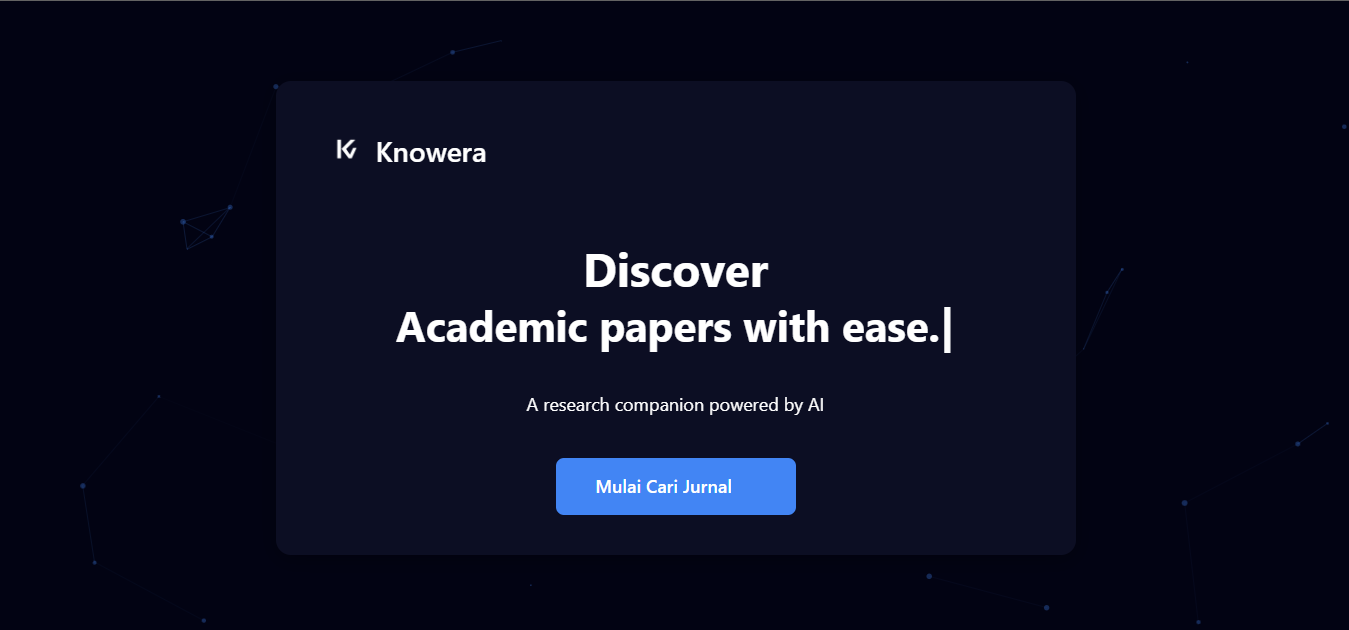 Knowera
Discover
Academic papers with ease.|
A research companion powered by AI
Mulai Cari Jurnal